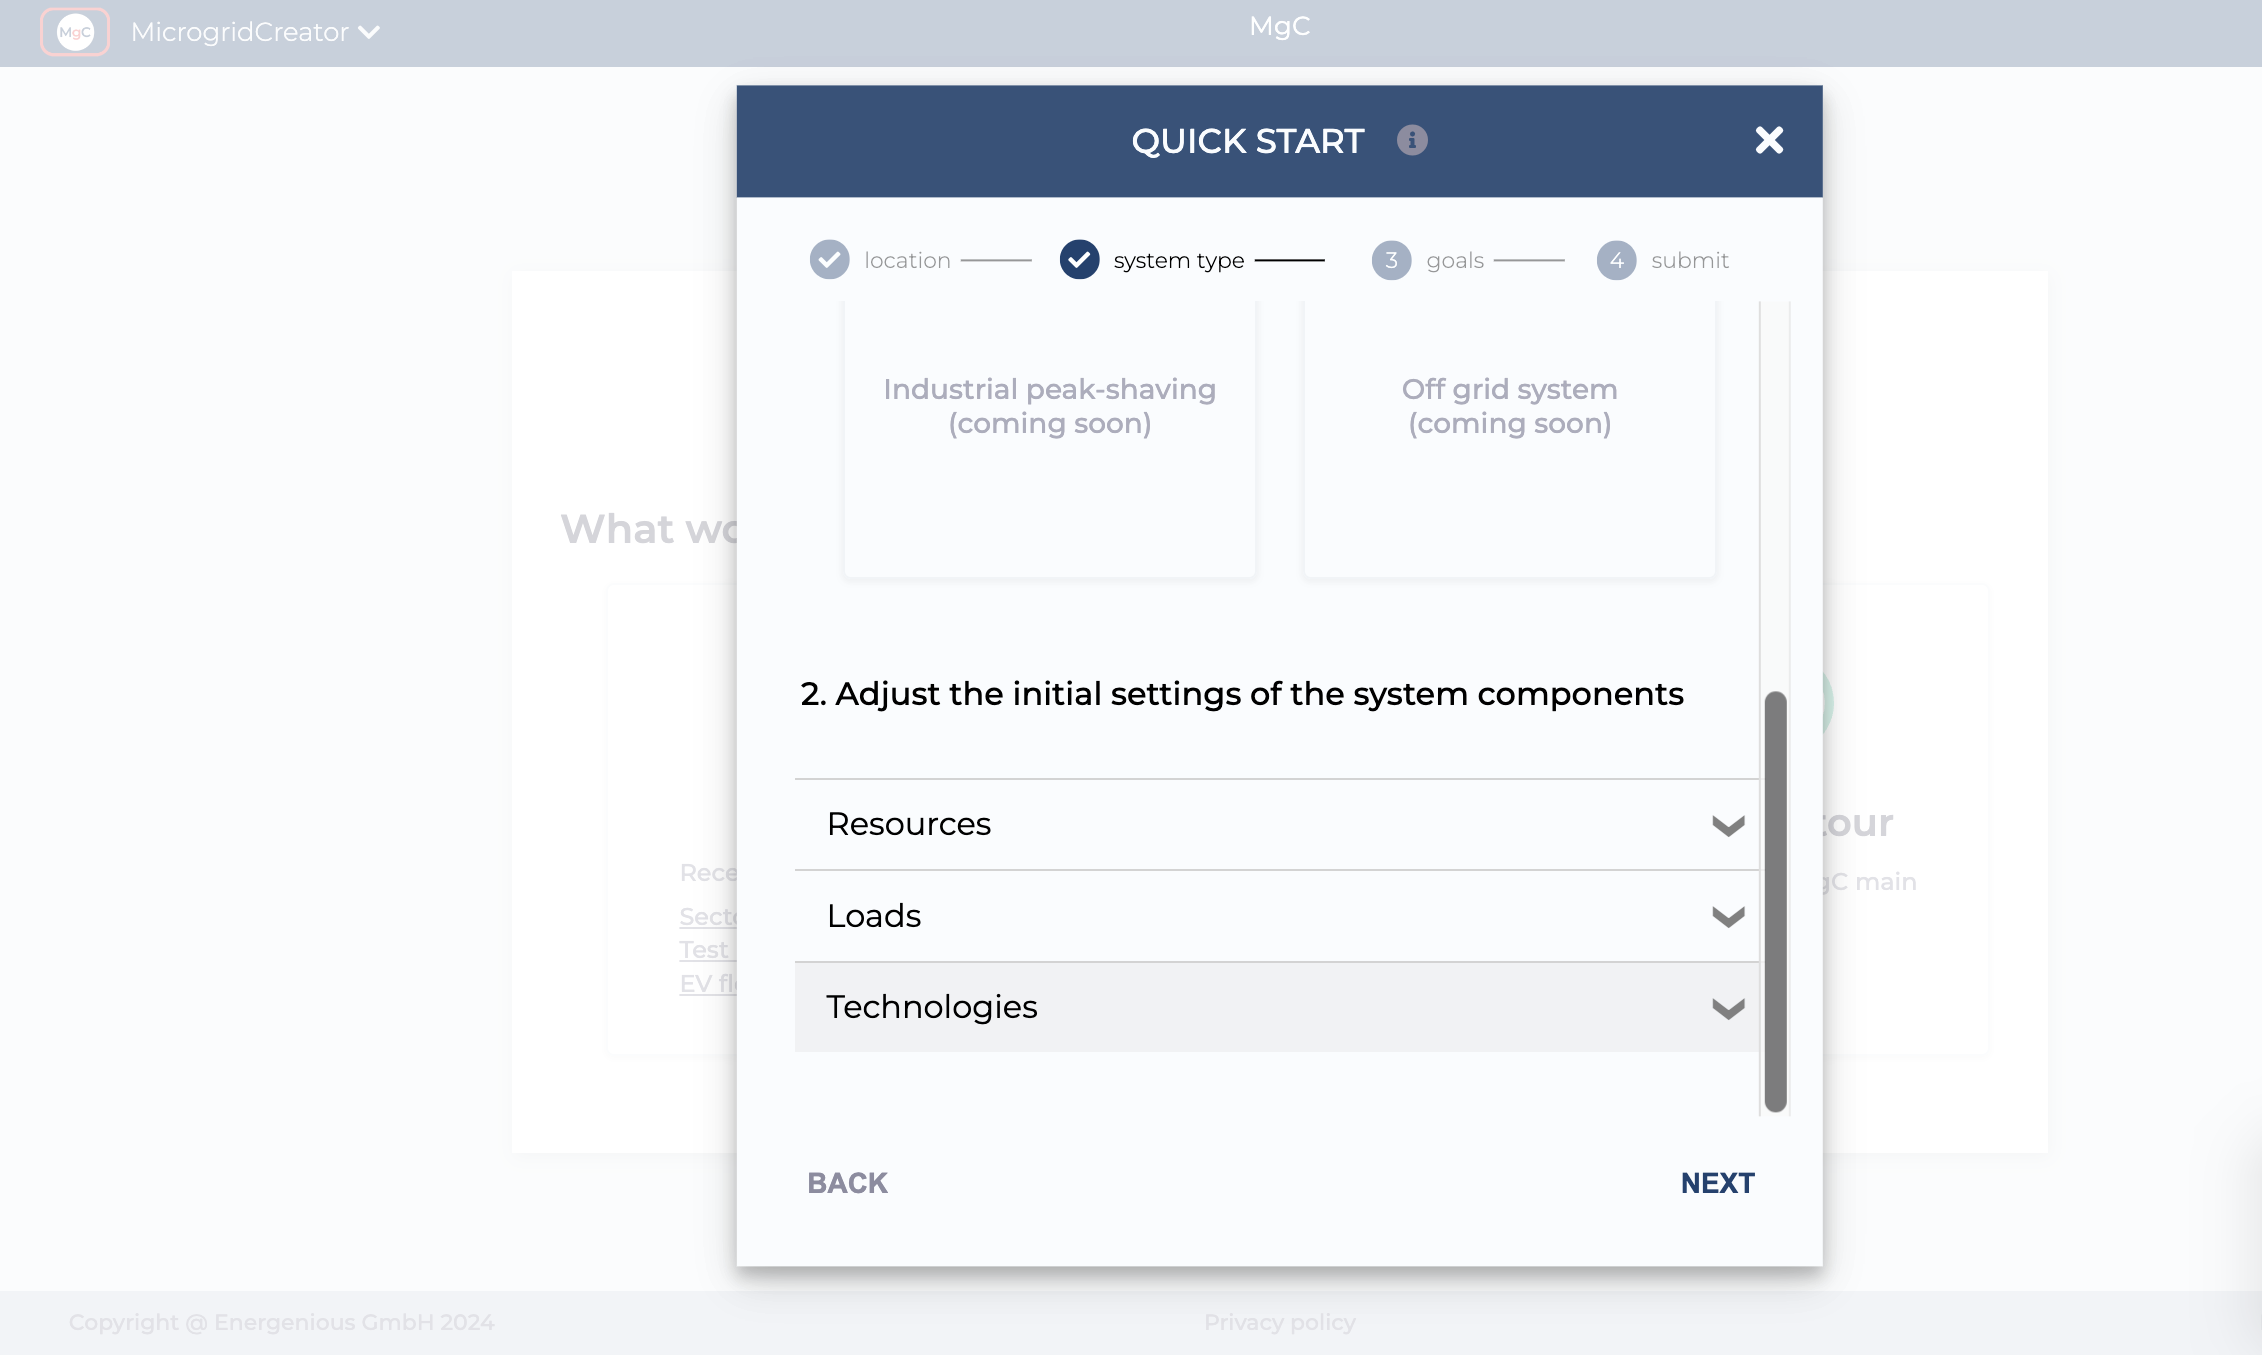 MgC MicrogridCreator
MgC
QUICK START
location
system type
3 goals
4 submit
Industrial peak-shaving
(coming soon)
Off grid system
(coming soon)
What wo
2. Adjust the initial settings of the system components
Resources
Loads
Technologies
Rece
Secto
Test
EV fl
tour
gC main
BACK
NEXT
Copyright @ Energenious GmbH 2024
Privacy policy